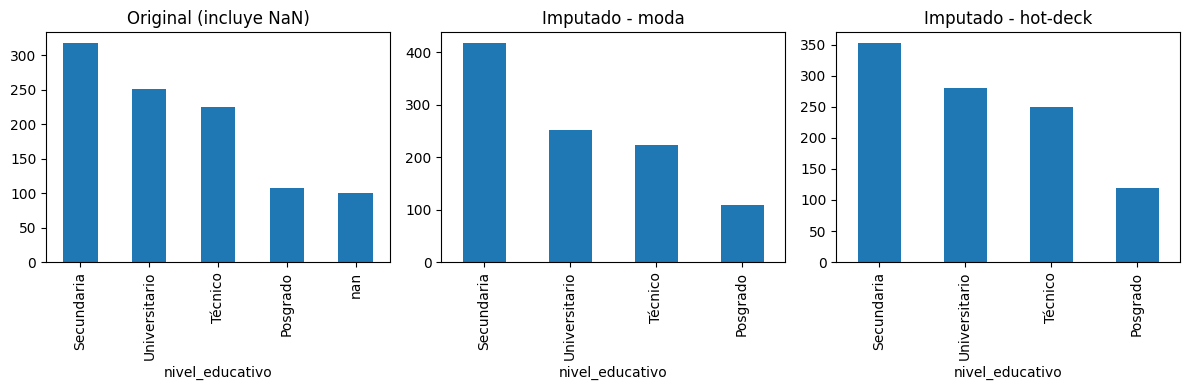 Original (incluye NaN)
300
250
200
150
100
50
0
Secundaria
Universitario
Técnico
Posgrado
nan
nivel_educativo
Imputado - moda
400
300
200
100
0
Secundaria
Universitario
Técnico
Posgrado
nivel_educativo
Imputado - hot-deck
350
300
250
200
150
100
50
0
Secundaria
Universitario
Técnico
Posgrado
nivel_educativo